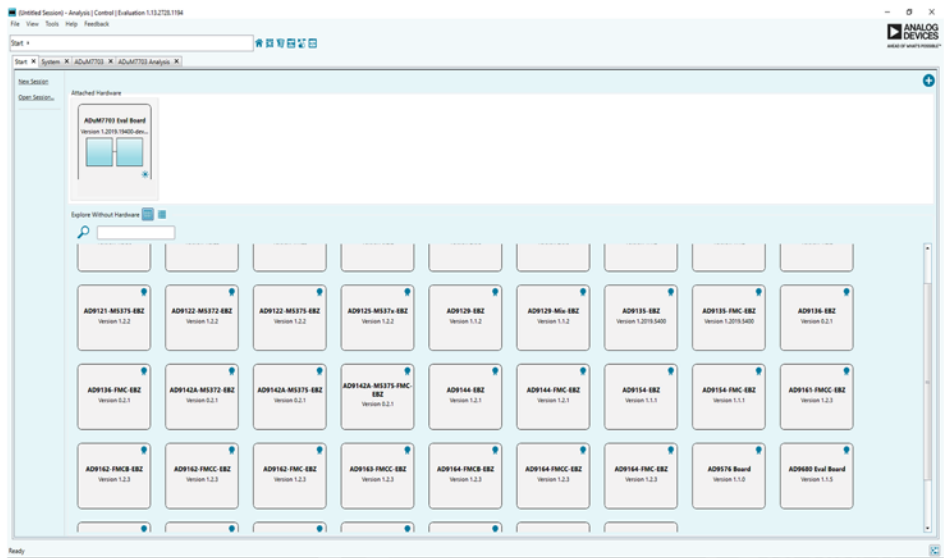 (Untitled Session) - Analysis | Control | Evaluation 1.13.2728.1194
File View Tools Help Feedback
ANALOG
DEVICES
AHEAD OF WHAT'S POSSIBLE™
Start
Start System ADuM7703 ADuM7703 Analysis
New Session
Open Session...
Attached Hardware
ADuM7703 Eval Board
Version 1.2019.19400-dev...
Explore Without Hardware
AD9121-M5375-EBZ AD9122-M5372-EBZ AD9122-M5375-EBZ AD9125-M537x-EBZ AD9129-EBZ AD9129-Mix-EBZ AD9135-EBZ AD9135-FMC-EBZ AD9136-EBZ
Version 1.2.2 Version 1.2.2 Version 1.2.2 Version 1.2.2 Version 1.1.2 Version 1.1.2 Version 1.2019.5400 Version 1.2019.5400 Version 0.2.1
AD9136-FMC-EBZ AD9142A-M5372-EBZ AD9142A-M5375-EBZ AD9142A-M5375-FMC-EBZ AD9144-EBZ AD9144-FMC-EBZ AD9154-EBZ AD9154-FMC-EBZ AD9161-FMCC-EBZ
Version 0.2.1 Version 0.2.1 Version 0.2.1 Version 0.2.1 Version 1.2.1 Version 1.2.1 Version 1.1.1 Version 1.1.1 Version 1.2.3
AD9162-FMCB-EBZ AD9162-FMCC-EBZ AD9162-FMC-EBZ AD9163-FMCC-EBZ AD9164-FMCB-EBZ AD9164-FMCC-EBZ AD9164-FMC-EBZ AD9576 Board AD9680 Eval Board
Version 1.2.3 Version 1.2.3 Version 1.2.3 Version 1.2.3 Version 1.2.3 Version 1.2.3 Version 1.2.3 Version 1.1.0 Version 1.1.5
Ready